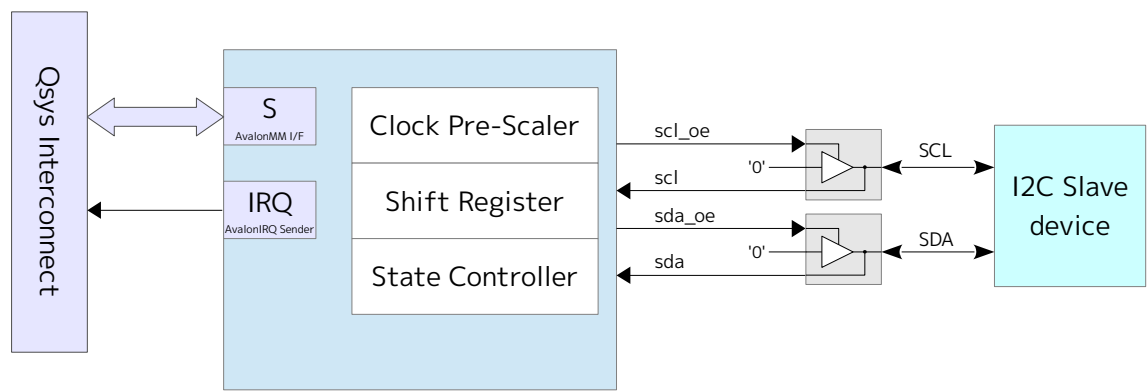 Qsys Interconnect
S
AvalonMM I/F
IRQ
AvalonIRQ Sender
Clock Pre-Scaler
Shift Register
State Controller
scl_oe
'0'
scl
sda_oe
'0'
sda
SCL
SDA
I2C Slave
device